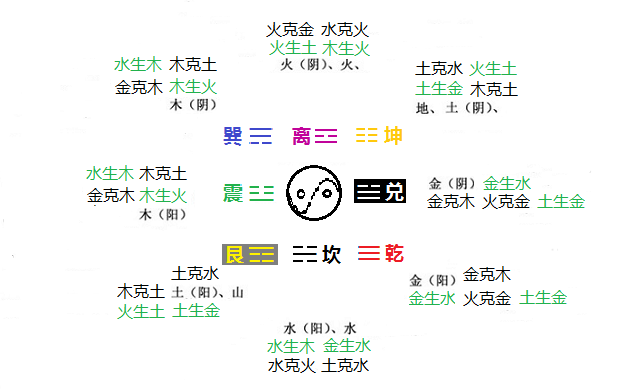 火克金 水克火
火生土 木生火
火（阴）、火、
水生木 木克土
金克木 木生火
木（阴）
土克水 火生土
土生金 木克土
地、土（阴）、
巽 ☴ 离 ☲ ☷ 坤
水生木 木克土
金克木 木生火
木（阳）
震 ☳ ☱ 兑
金（阴） 金生水
金克木 火克金 土生金
艮 ☶ ☵ 坎 ☰ 乾
土克水
木克土 土（阳）、山
火生土 土生金
金（阳） 金克木
金生水 火克金 土生金
水（阳）、水
水生木 金生水
水克火 土克水